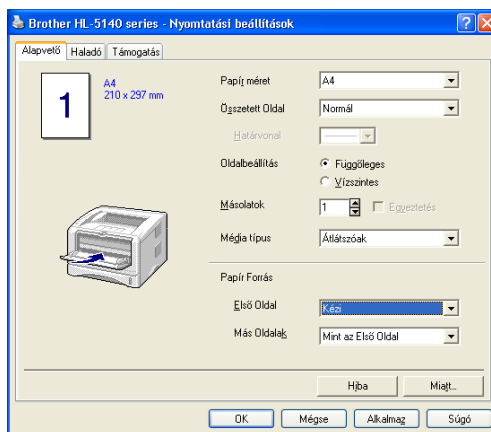 Brother HL-5140 series - Nyomtatási beállítások
Alapvető Haladó Támogatás
1
A4
210 x 297 mm
Papír méret A4
Összetett Oldal Normál
Határvonal
Oldalbeállítás Függőleges
Vízszintes
Másolatok 1 Egyeztetés
Média típus Átlátszóak
Papír Forrás
Első Oldal Kézi
Más Oldalak Mint az Első Oldal
Hiba Miatt...
OK Mégse Alkalmaz Súgó